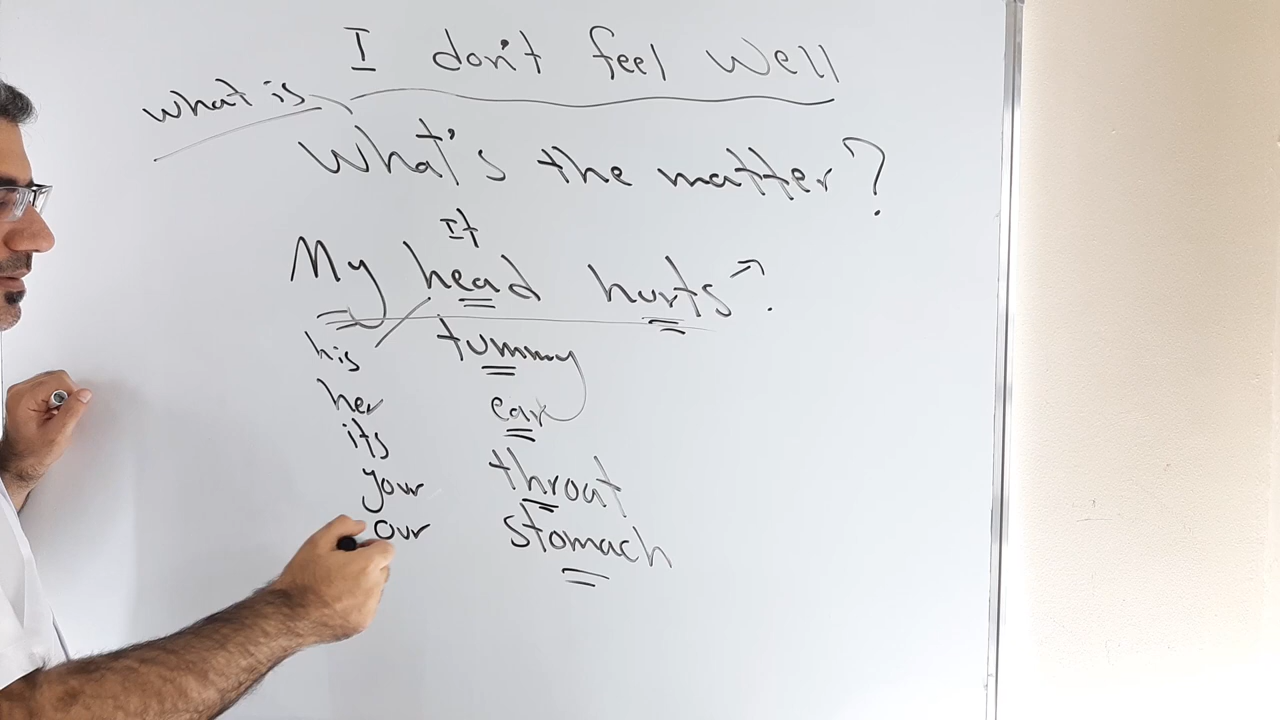 I don't feel well
what is
What's the matter?
It
My head hurts
his tummy
her ear
its
your throat
our stomach